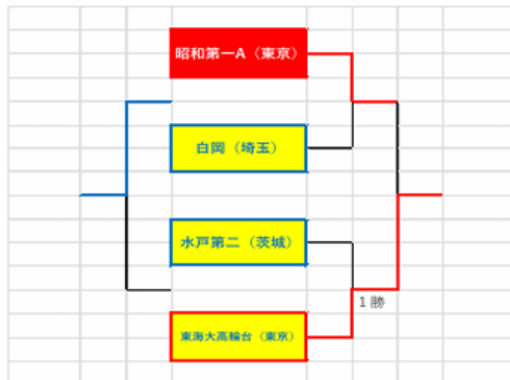 昭和第一A（東京）
白岡（埼玉）
水戸第二（茨城）
1勝
東海大高輪台（東京）